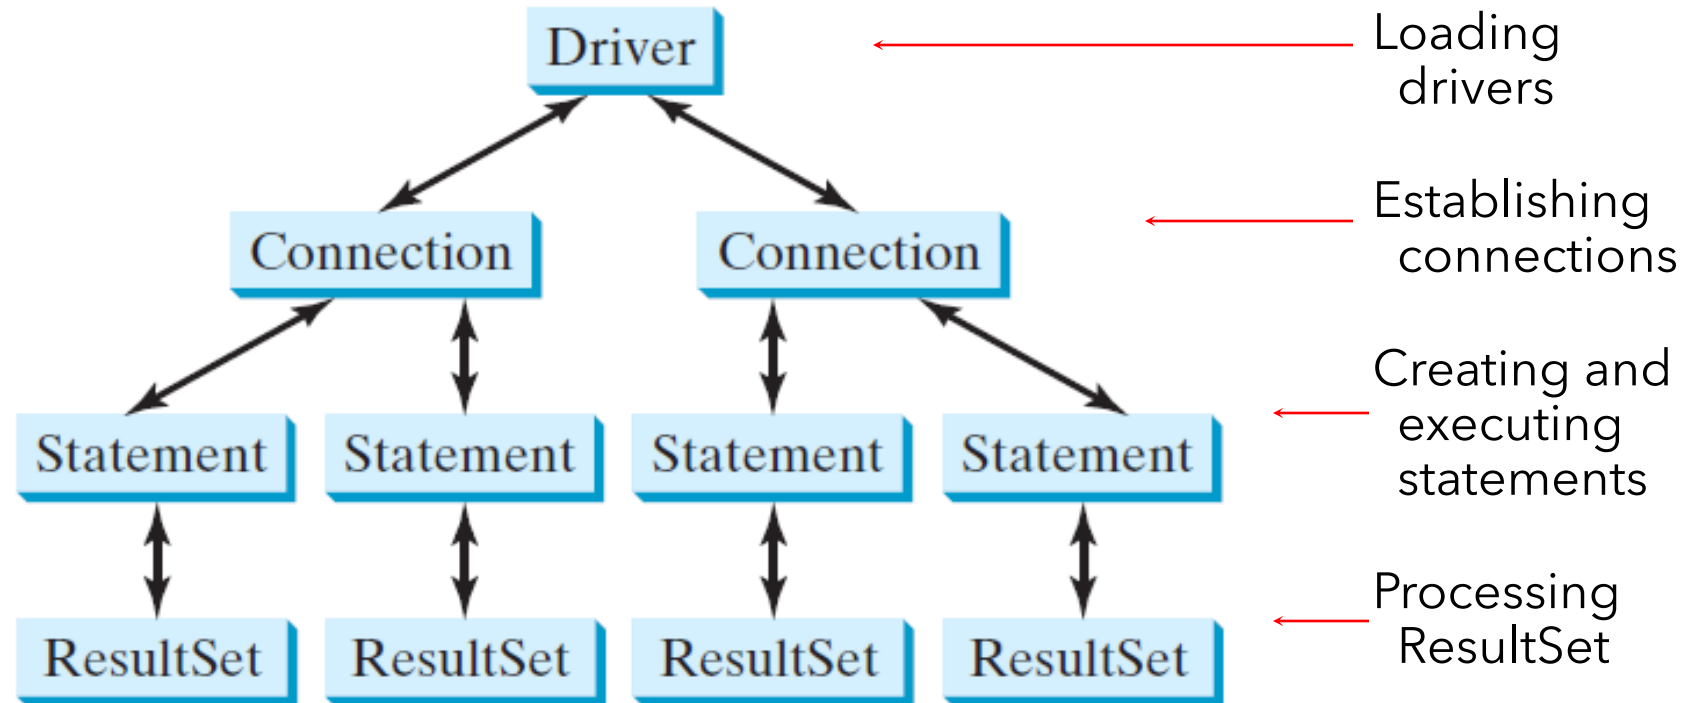 Driver
Loading
drivers
Connection
Connection
Establishing
connections
Statement
Statement
Statement
Statement
Creating and
executing
statements
ResultSet
ResultSet
ResultSet
ResultSet
Processing
ResultSet